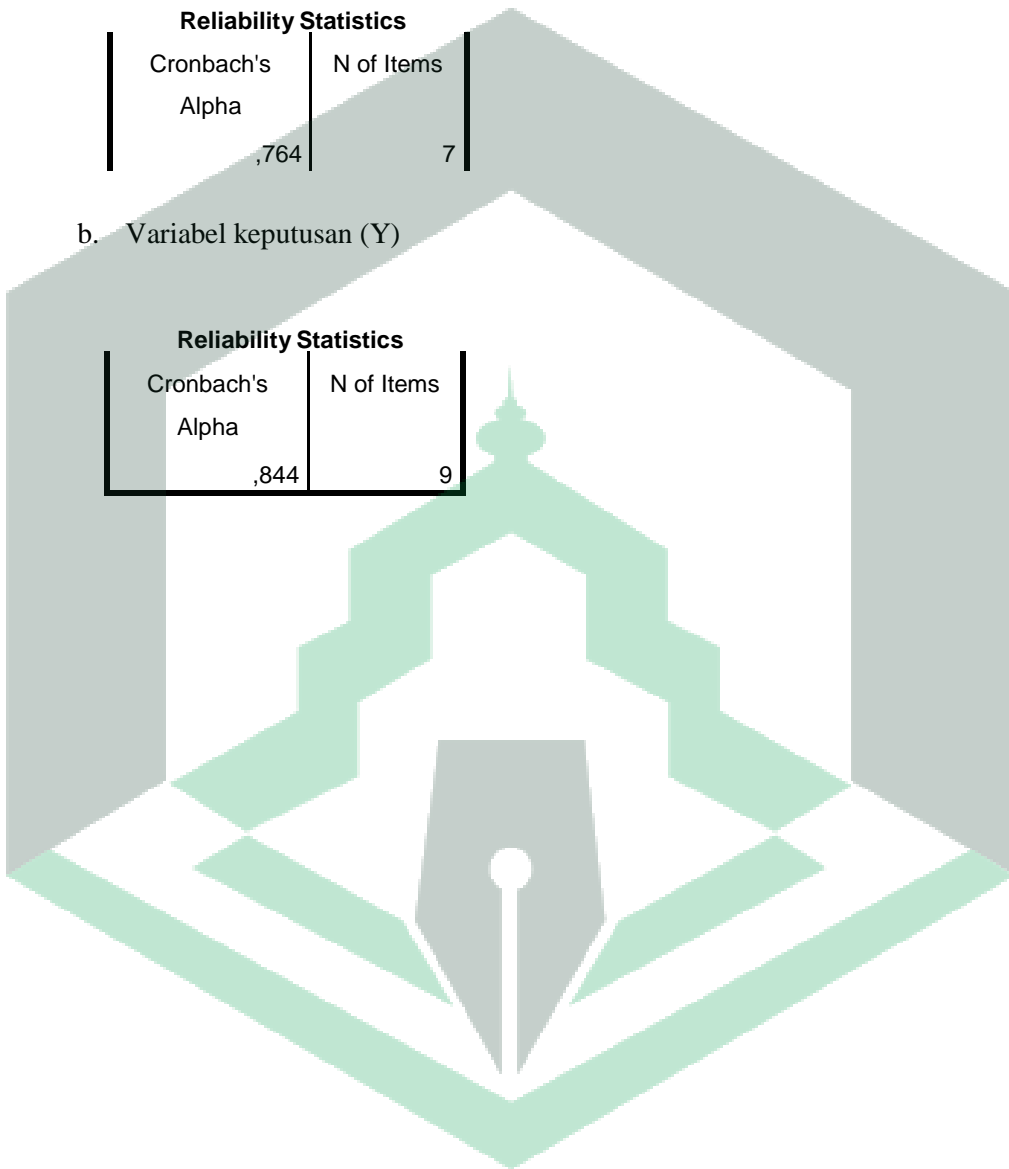 Reliability Statistics
Cronbach's N of Items
Alpha
,764 7
b. Variabel keputusan (Y)
Reliability Statistics
Cronbach's N of Items
Alpha
,844 9